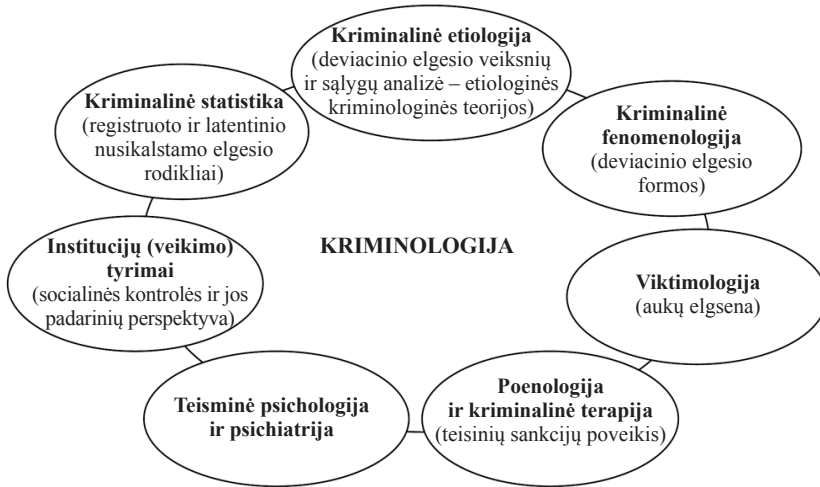 Kriminalinė etiologija
(deviacinio elgesio veiksnių
ir sąlygų analizė – etiologinės
kriminologinės teorijos)
Kriminalinė statistika
(registruoto ir latentinio
nusikalstamo elgesio
rodikliai)
Kriminalinė
fenomenologija
(deviacinio elgesio
formos)
KRIMINOLOGIJA
Institucijų (veikimo)
tyrimai
(socialinės kontrolės ir jos
padarinių perspektyva)
Viktimologija
(aukų elgsena)
Teisminė psichologija
ir psichiatrija
Poenologija
ir kriminalinė terapija
(teisinių sankcijų poveikis)